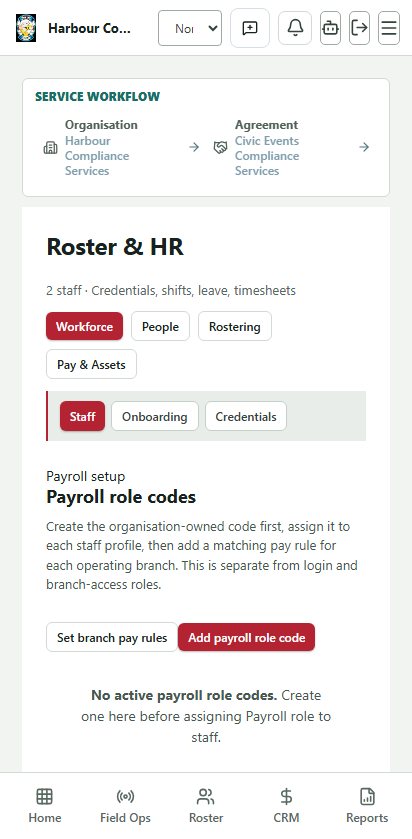 Harbour Co...
Nor
SERVICE WORKFLOW
Organisation
Harbour
Compliance
Services
Agreement
Civic Events
Compliance
Services
Roster & HR
2 staff · Credentials, shifts, leave, timesheets
Workforce
People
Rostering
Pay & Assets
Staff
Onboarding
Credentials
Payroll setup
Payroll role codes
Create the organisation-owned code first, assign it to
each staff profile, then add a matching pay rule for
each operating branch. This is separate from login and
branch-access roles.
Set branch pay rules
Add payroll role code
No active payroll role codes. Create
one here before assigning Payroll role to
staff.
Home
Field Ops
Roster
CRM
Reports